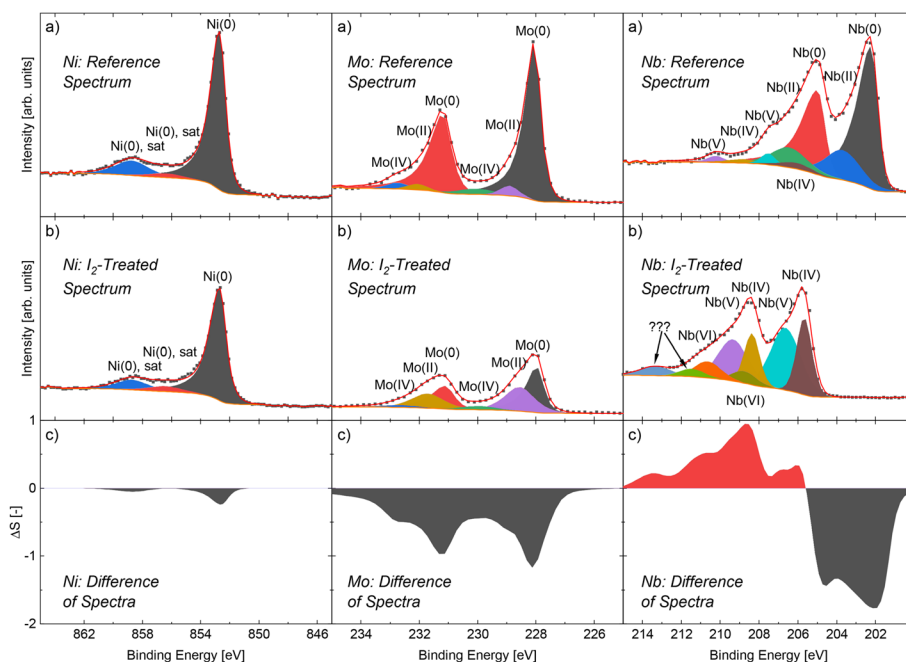 a)
Ni: Reference
Spectrum
Ni(0)
Ni(0), sat
Ni(0), sat
Intensity [arb. units]
a)
Mo: Reference
Spectrum
Mo(0)
Mo(0)
Mo(II)
Mo(II)
Mo(IV)
Mo(IV)
a)
Nb: Reference
Spectrum
Nb(0)
Nb(0)
Nb(II)
Nb(II)
Nb(V)
Nb(IV)
Nb(V)
Nb(IV)
b)
Ni: I₂-Treated
Spectrum
Ni(0)
Ni(0), sat
Ni(0), sat
Intensity [arb. units]
b)
Mo: I₂-Treated
Spectrum
Mo(0)
Mo(0)
Mo(II)
Mo(II)
Mo(IV)
Mo(IV)
b)
Nb: I₂-Treated
Spectrum
Nb(IV)
Nb(IV)
Nb(V)
Nb(V)
???
Nb(VI)
Nb(VI)
c)
Ni: Difference
of Spectra
1
0
-1
-2
ΔS [-]
c)
Mo: Difference
of Spectra
c)
Nb: Difference
of Spectra
862 858 854 850 846
234 232 230 228 226
214 212 210 208 206 204 202
Binding Energy [eV]
Binding Energy [eV]
Binding Energy [eV]